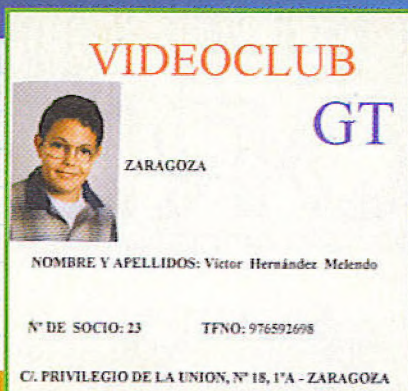 VIDEOCLUB
GT
ZARAGOZA
NOMBRE Y APELLIDOS: Victor Hernández Melendo
Nº DE SOCIO: 23 TFNO: 976592698
C/. PRIVILEGIO DE LA UNION, Nº 18, 1ºA - ZARAGOZA